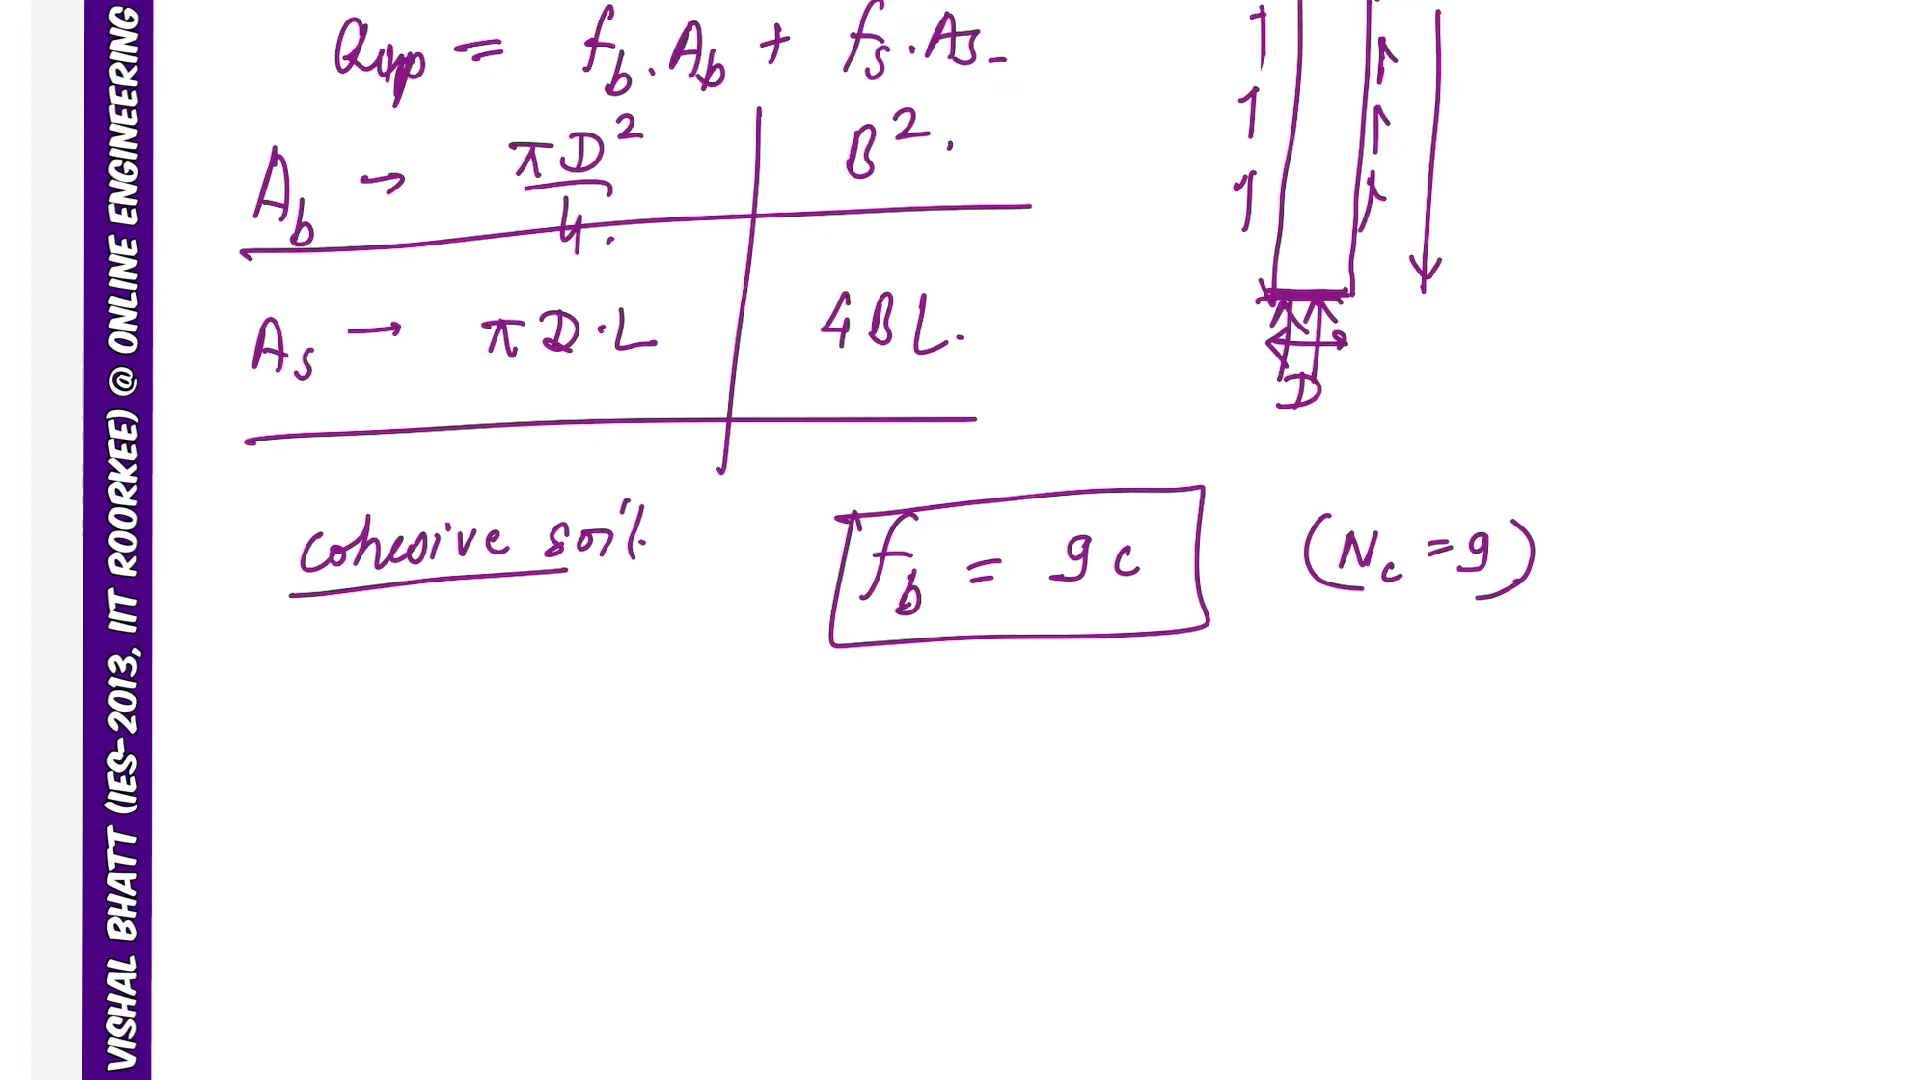 VISHAL BHATT (IES-2013, IIT ROORKEE) @ ONLINE ENGINEERING
Qup = fb.Ab + fs.As
Ab → πD²/4. B².
As → πD.L 4BL.
D
cohesive soil.
fb = 9c (Nc = 9)